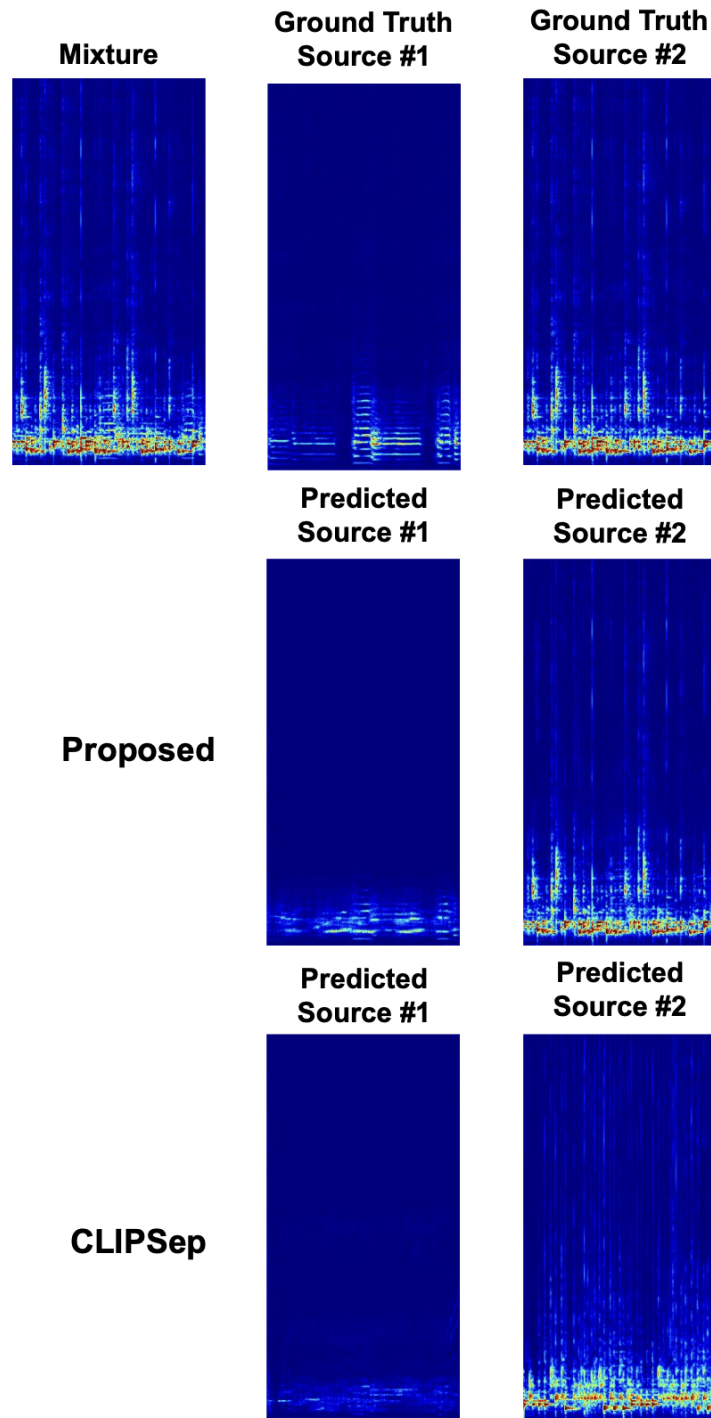 Mixture
Ground Truth
Source #1
Ground Truth
Source #2
Predicted
Source #1
Predicted
Source #2
Proposed
Predicted
Source #1
Predicted
Source #2
CLIPSep